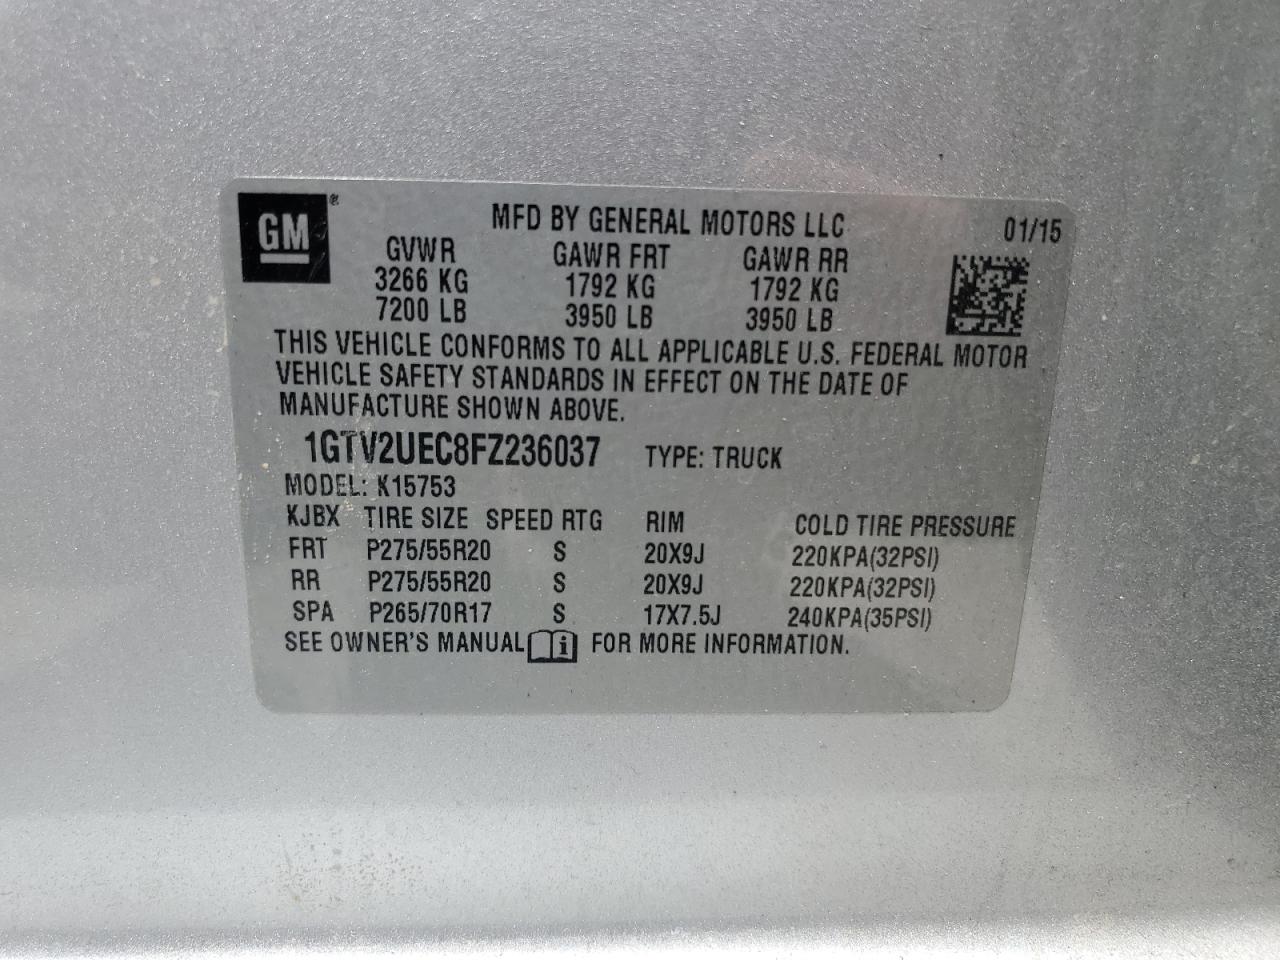 GM ®
MFD BY GENERAL MOTORS LLC 01/15
GVWR GAWR FRT GAWR RR
3266 KG 1792 KG 1792 KG
7200 LB 3950 LB 3950 LB
THIS VEHICLE CONFORMS TO ALL APPLICABLE U.S. FEDERAL MOTOR
VEHICLE SAFETY STANDARDS IN EFFECT ON THE DATE OF
MANUFACTURE SHOWN ABOVE.
1GTV2UEC8FZ236037 TYPE: TRUCK
MODEL: K15753
KJBX TIRE SIZE SPEED RTG RIM COLD TIRE PRESSURE
FRT P275/55R20 S 20X9J 220KPA(32PSI)
RR P275/55R20 S 20X9J 220KPA(32PSI)
SPA P265/70R17 S 17X7.5J 240KPA(35PSI)
SEE OWNER'S MANUAL i FOR MORE INFORMATION.